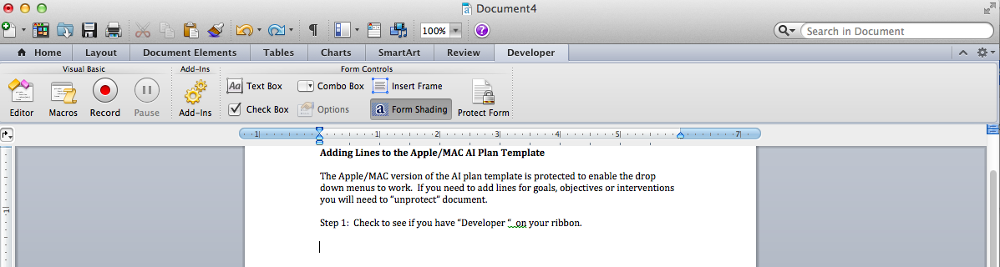 Document4
100%
Search in Document
Home Layout Document Elements Tables Charts SmartArt Review Developer
Visual Basic Add-Ins Form Controls
Aa Text Box Combo Box Insert Frame
Editor Macros Record Pause Add-Ins Check Box Options a Form Shading Protect Form
1 1 2 3 4 5 7
Adding Lines to the Apple/MAC AI Plan Template
The Apple/MAC version of the AI plan template is protected to enable the drop
down menus to work.  If you need to add lines for goals, objectives or interventions
you will need to “unprotect” document.
1
Step 1:  Check to see if you have “Developer “  on your ribbon.